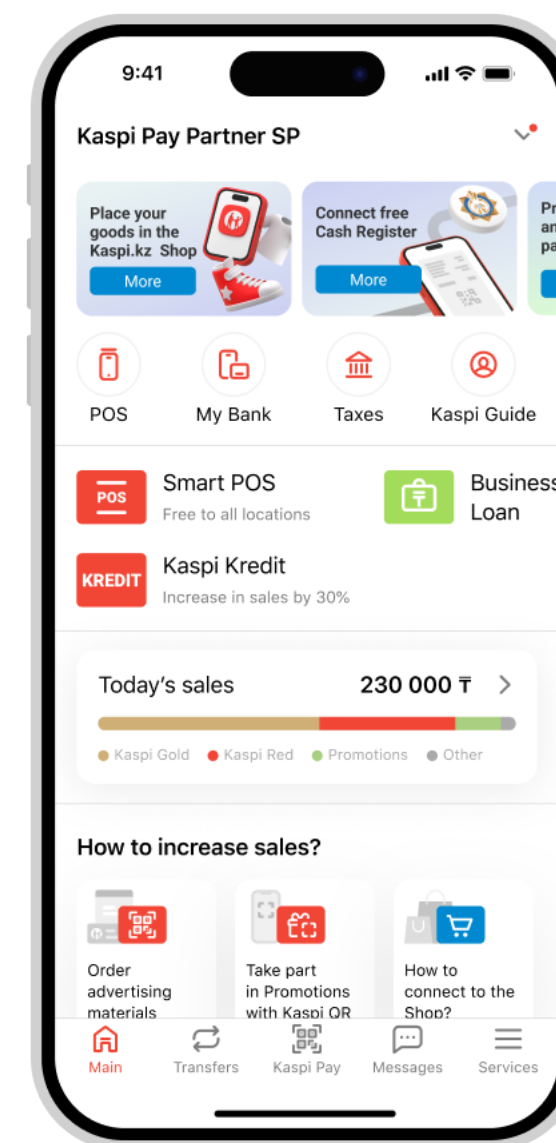 9:41
Kaspi Pay Partner SP
Place your
goods in the
Kaspi.kz Shop
More
Connect free
Cash Register
More
Pr
an
pa
POS
My Bank
Taxes
Kaspi Guide
POS
Smart POS
Free to all locations
Business
Loan
KREDIT
Kaspi Kredit
Increase in sales by 30%
Today's sales
230 000 ₸
Kaspi Gold
Kaspi Red
Promotions
Other
How to increase sales?
Order
advertising
materials
Take part
in Promotions
with Kaspi QR
How to
connect to the
Shop?
Main
Transfers
Kaspi Pay
Messages
Services